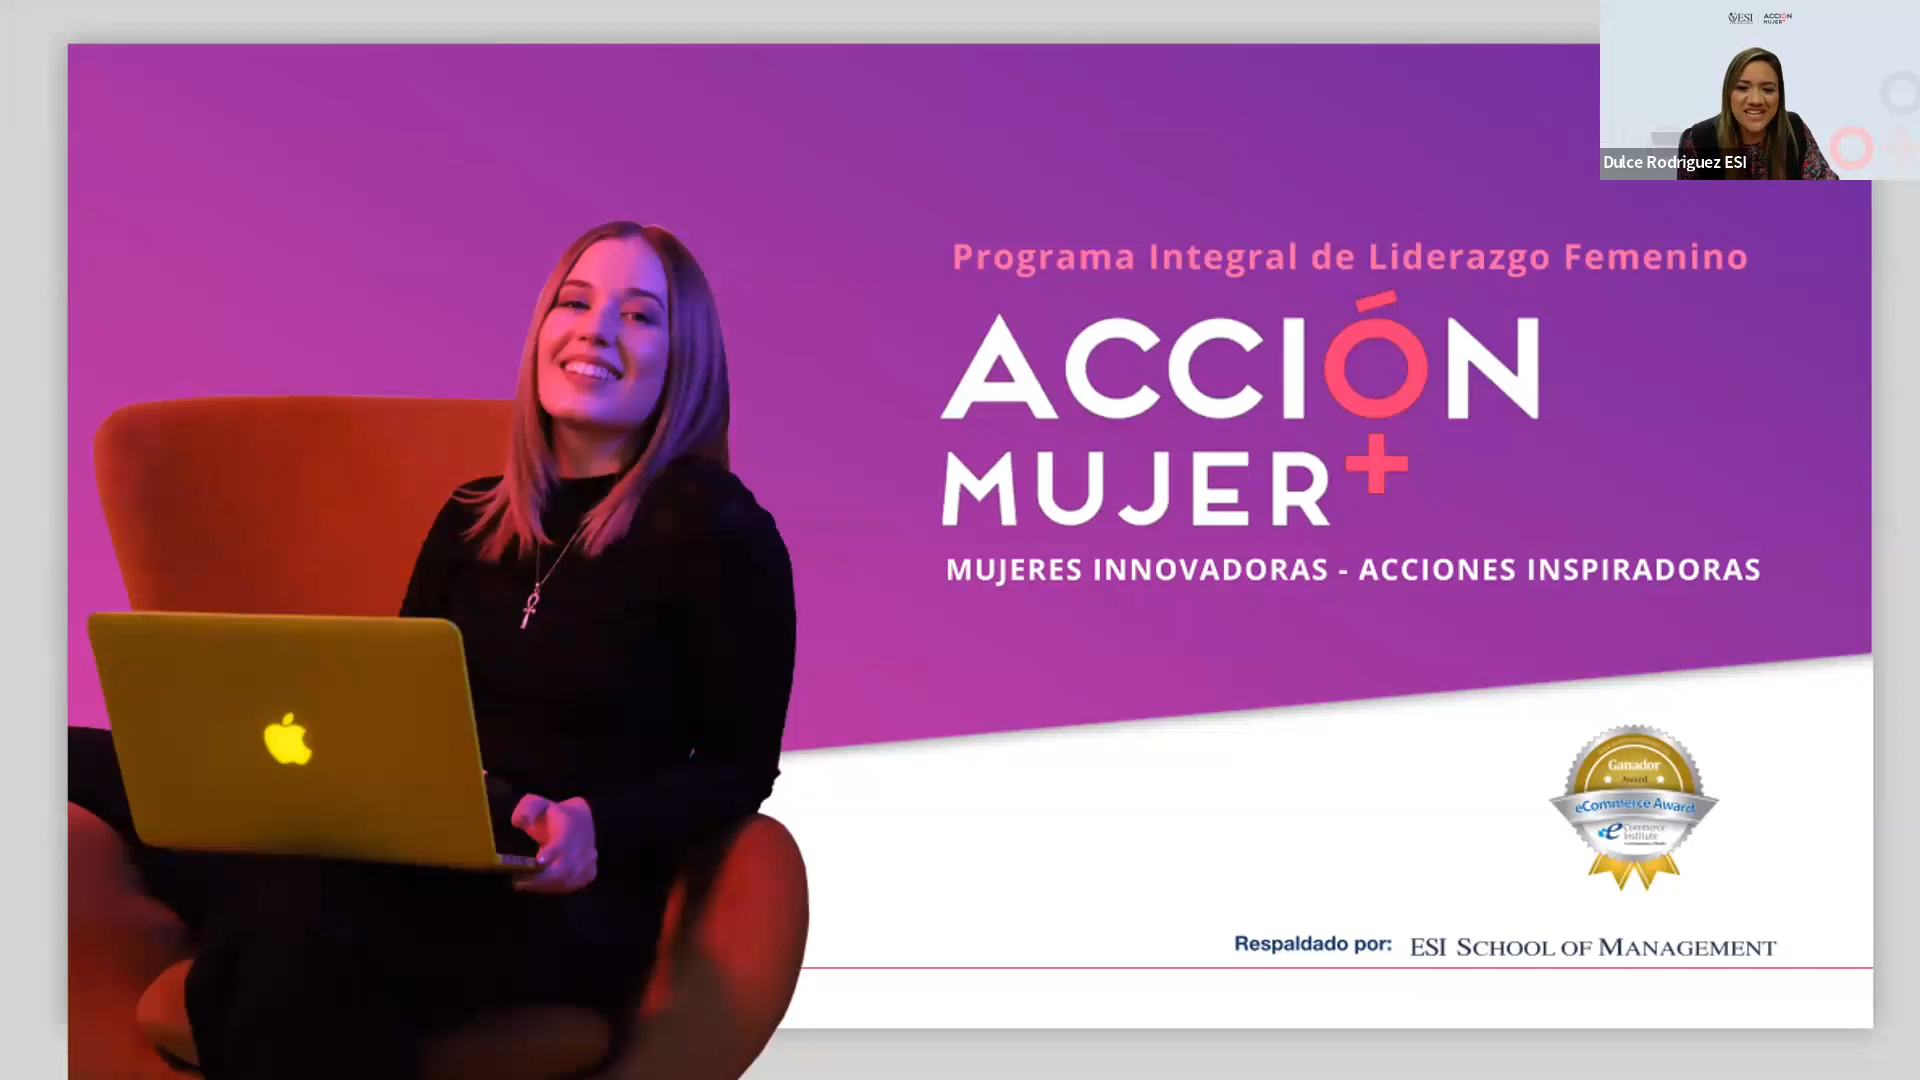 ESI ACCIÓN
MUJER+
Dulce Rodriguez ESI
Programa Integral de Liderazgo Femenino
ACCIÓN
MUJER+
MUJERES INNOVADORAS - ACCIONES INSPIRADORAS
Ganador
Award
eCommerce Award
eCommerce
Institute
Respaldado por: ESI SCHOOL OF MANAGEMENT